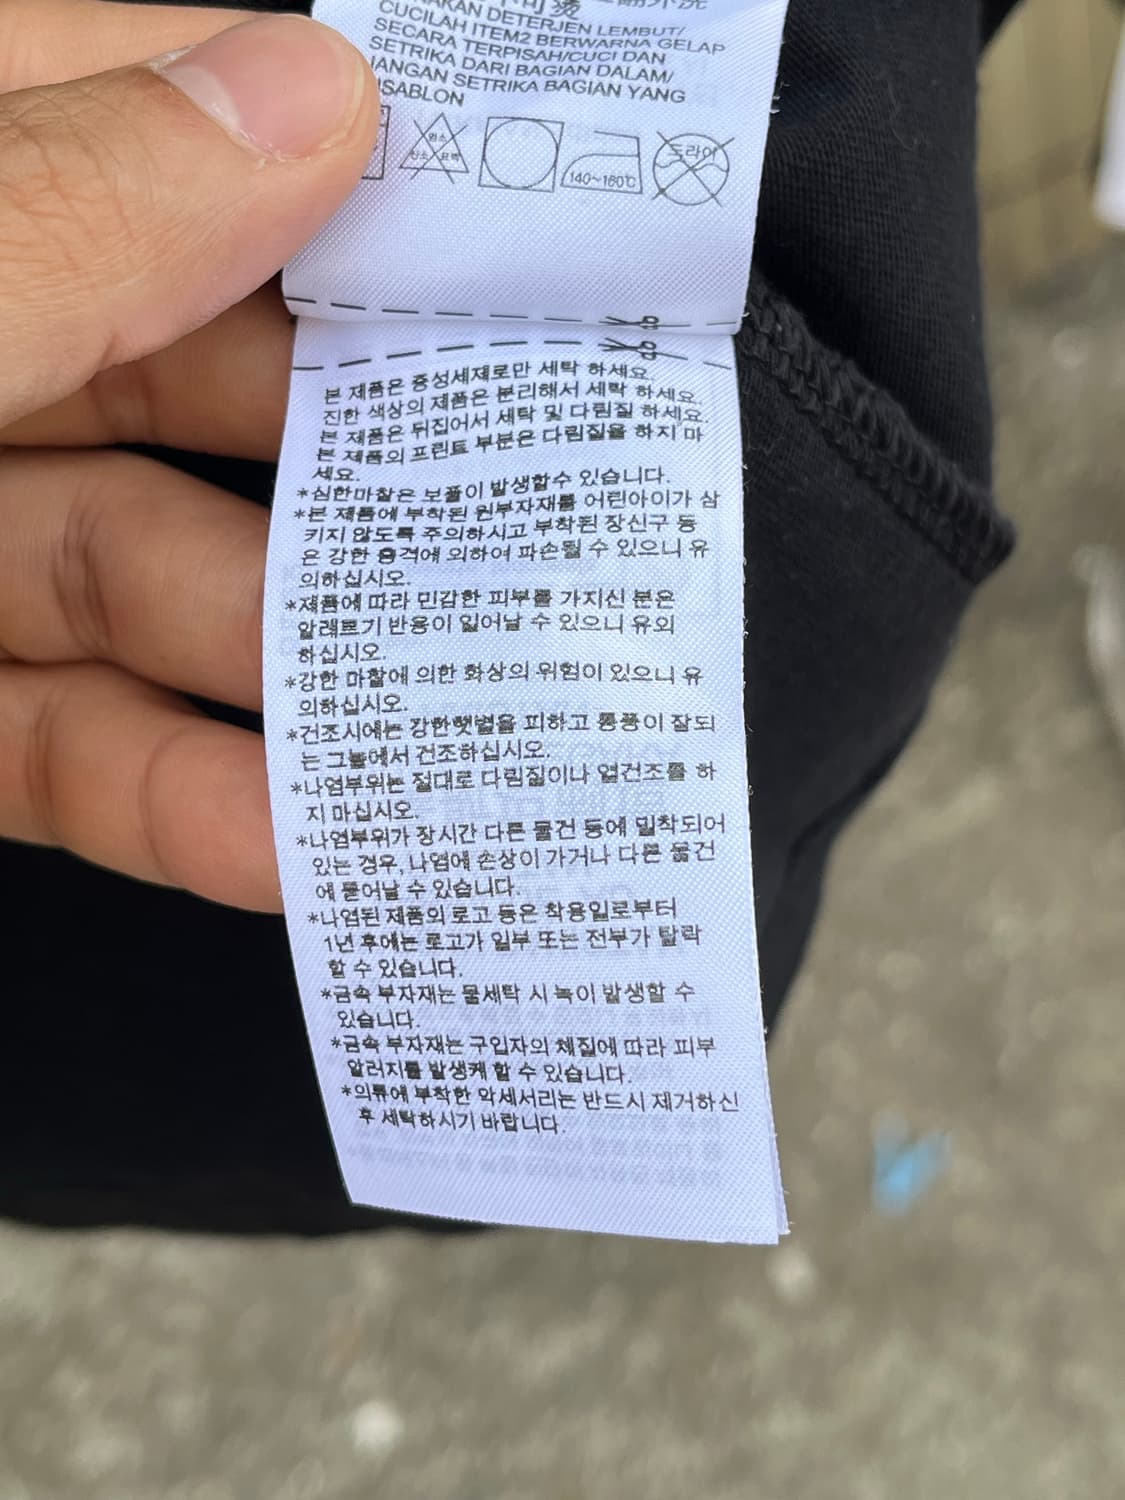 NAKAN DETERJEN LEMBUT/
CUCILAH ITEM2 BERWARNA GELAP
SECARA TERPISAH/CUCI DAN
SETRIKA DARI BAGIAN DALAM/
JANGAN SETRIKA BAGIAN YANG
ISABLON
염소
산소 표백
140~160℃
드라이
본 제품은 중성세제로만 세탁 하세요.
진한 색상의 제품은 분리해서 세탁 하세요.
본 제품은 뒤집어서 세탁 및 다림질 하세요.
본 제품의 프린트 부분은 다림질을 하지 마
세요.
*심한마찰은 보풀이 발생할수 있습니다.
*본 제품에 부착된 원부자재를 어린아이가 삼
키지 않도록 주의하시고 부착된 장신구 등
은 강한 충격에 의하여 파손될 수 있으니 유
의하십시오.
*제품에 따라 민감한 피부를 가지신 분은
알레르기 반응이 일어날 수 있으니 유의
하십시오.
*강한 마찰에 의한 화상의 위험이 있으니 유
의하십시오.
*건조시에는 강한햇볕을 피하고 통풍이 잘되
는 그늘에서 건조하십시오.
*나염부위는 절대로 다림질이나 열건조를 하
지 마십시오.
*나염부위가 장시간 다른 물건 등에 밀착되어
있는 경우, 나염에 손상이 가거나 다른 물건
에 묻어날 수 있습니다.
*나염된 제품의 로고 등은 착용일로부터
1년 후에는 로고가 일부 또는 전부가 탈락
할 수 있습니다.
*금속 부자재는 물세탁 시 녹이 발생할 수
있습니다.
*금속 부자재는 구입자의 체질에 따라 피부
알러지를 발생케 할 수 있습니다.
*의류에 부착한 악세서리는 반드시 제거하신
후 세탁하시기 바랍니다.